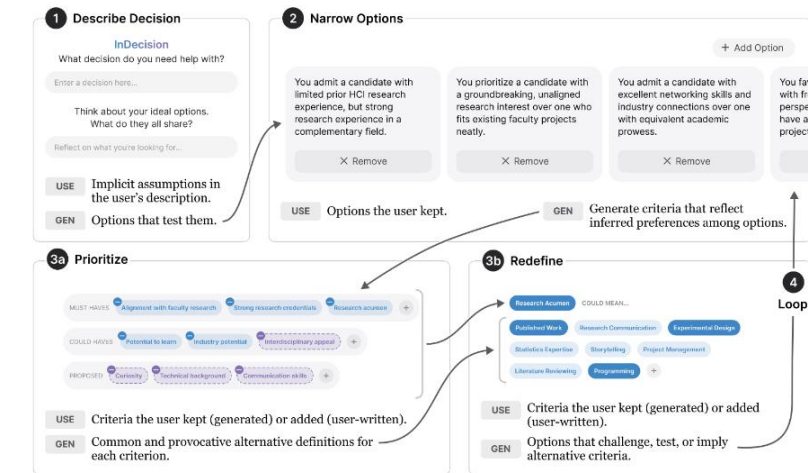 1 Describe Decision
InDecision
What decision do you need help with?
Enter a decision here...
Think about your ideal options.
What do they all share?
Reflect on what you're looking for...
USE Implicit assumptions in
the user's description.
GEN Options that test them.
2 Narrow Options
+ Add Option
You admit a candidate with
limited prior HCI research
experience, but strong
research experience in a
complementary field.
× Remove
You prioritize a candidate with
a groundbreaking, unaligned
research interest over one who
fits existing faculty projects
neatly.
× Remove
You admit a candidate with
excellent networking skills and
industry connections over one
with equivalent academic
prowess.
× Remove
You fav
with fr
perspe
have a
project
USE Options the user kept.
GEN Generate criteria that reflect
inferred preferences among options.
3a Prioritize
MUST HAVES Alignment with faculty research Strong research credentials Research acumen +
COULD HAVES Potential to learn Industry potential Interdisciplinary appeal +
PROPOSED Curiosity Technical background Communication skills +
USE Criteria the user kept (generated) or added (user-written).
GEN Common and provocative alternative definitions for
each criterion.
3b Redefine
Research Acumen COULD MEAN...
Published Work Research Communication Experimental Design
Statistics Expertise Storytelling Project Management
Literature Reviewing Programming +
USE Criteria the user kept (generated) or added
(user-written).
GEN Options that challenge, test, or imply
alternative criteria.
4
Loop